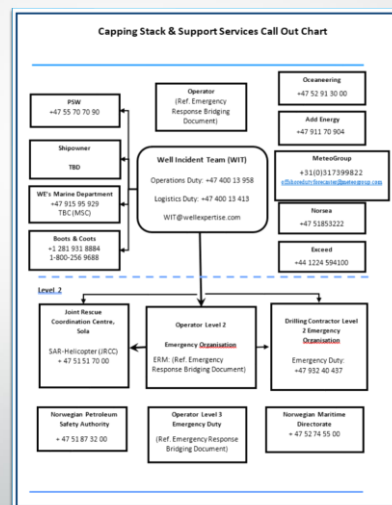 Capping Stack & Support Services Call Out Chart
PSW
+47 55 70 70 90
Shipowner
TBD
WE's Marine Department
+47 915 95 929
TBC (MSC)
Boots & Coots
+1 281 931 8884
1-800-256 9688
Operator
(Ref. Emergency
Response Bridging
Document)
Well Incident Team (WIT)
Operations Duty: +47 400 13 958
Logistics Duty: +47 400 13 413
WIT@wellexpertise.com
Oceaneering
+47 52 91 30 00
Add Energy
+47 911 70 904
MeteoGroup
+31(0)317399822
Norsea
+47 51853222
Exceed
+44 1224 594100
Level 2
Joint Rescue
Coordination Centre,
Sola
SAR-Helicopter (JRCC)
+ 47 51 51 70 00
Operator Level 2
Emergency Organisation
ERM: (Ref. Emergency
Response Bridging Document)
Drilling Contractor Level
2 Emergency
Organisation
Emergency Duty:
+47 932 40 437
Norwegian Petroleum
Safety Authority
+ 47 51 87 32 00
Operator Level 3
Emergency Duty
(Ref. Emergency Response
Bridging Document)
Norwegian Maritime
Directorate
+ 47 52 74 55 00